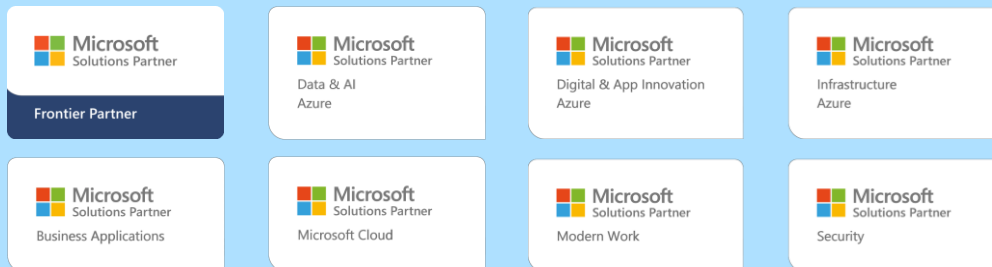 Microsoft
Solutions Partner
Frontier Partner
Microsoft
Solutions Partner
Data & AI
Azure
Microsoft
Solutions Partner
Digital & App Innovation
Azure
Microsoft
Solutions Partner
Infrastructure
Azure
Microsoft
Solutions Partner
Business Applications
Microsoft
Solutions Partner
Microsoft Cloud
Microsoft
Solutions Partner
Modern Work
Microsoft
Solutions Partner
Security